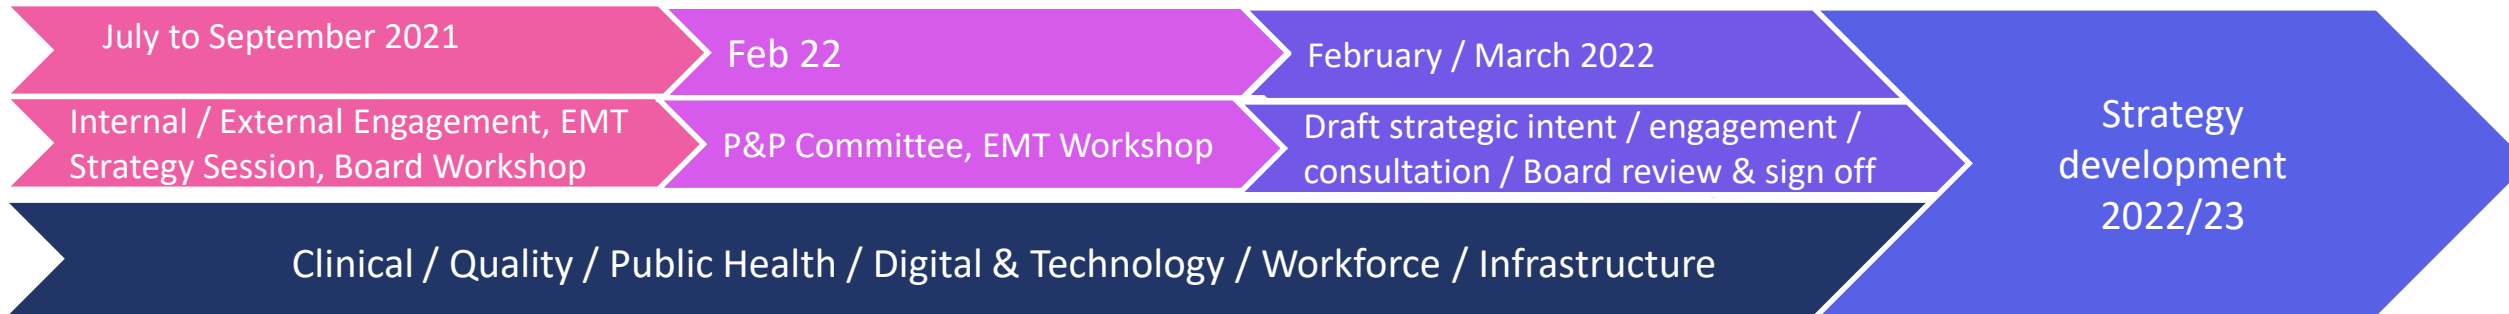 July to September 2021
Feb 22
February / March 2022
Internal / External Engagement, EMT
Strategy Session, Board Workshop
P&P Committee, EMT Workshop
Draft strategic intent / engagement /
consultation / Board review & sign off
Strategy
development
2022/23
Clinical / Quality / Public Health / Digital & Technology / Workforce / Infrastructure